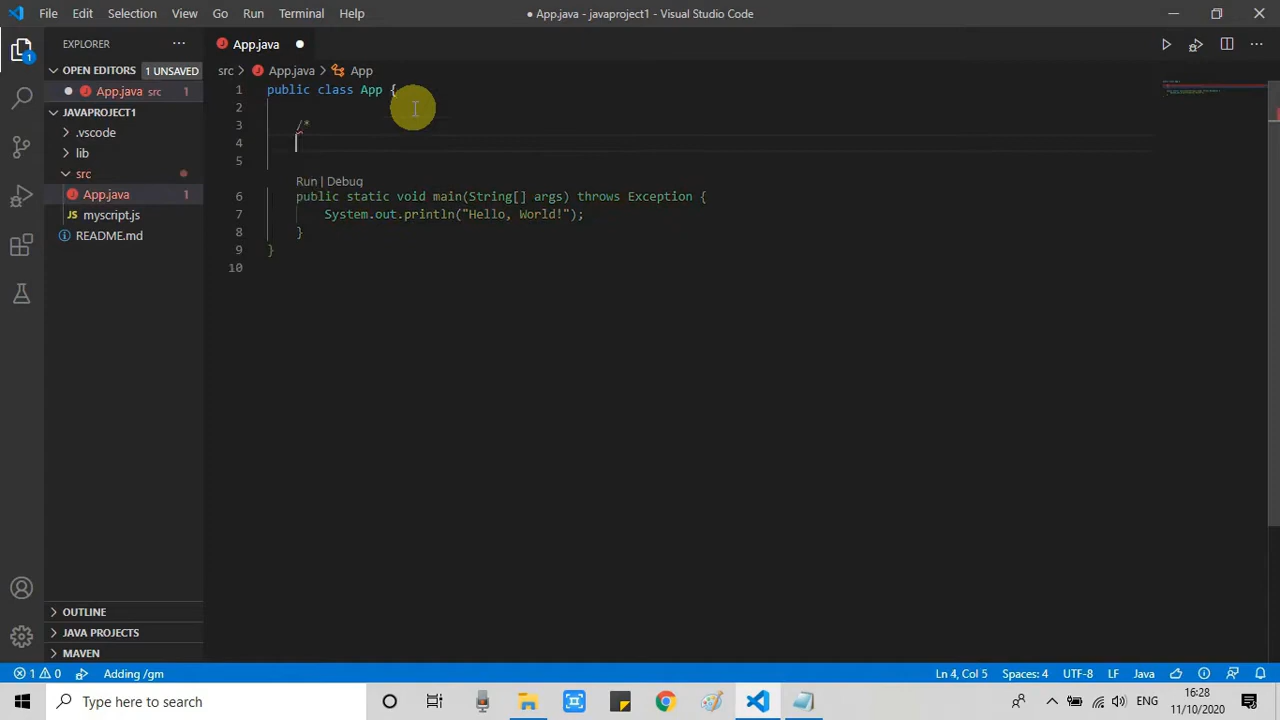 File Edit Selection View Go Run Terminal Help
● App.java - javaproject1 - Visual Studio Code
EXPLORER
App.java
OPEN EDITORS 1 UNSAVED
src > App.java > App
App.java src 1
1 public class App {
JAVAPROJECT1
2
.vscode
3 /*
4
lib
5
src
Run | Debug
App.java 1
6 public static void main(String[] args) throws Exception {
myscript.js
7 System.out.println("Hello, World!");
README.md
8 }
9 }
10
OUTLINE
JAVA PROJECTS
MAVEN
1 0 Adding /gm
Ln 4, Col 5 Spaces: 4 UTF-8 LF Java
Type here to search
ENG
16:28
11/10/2020